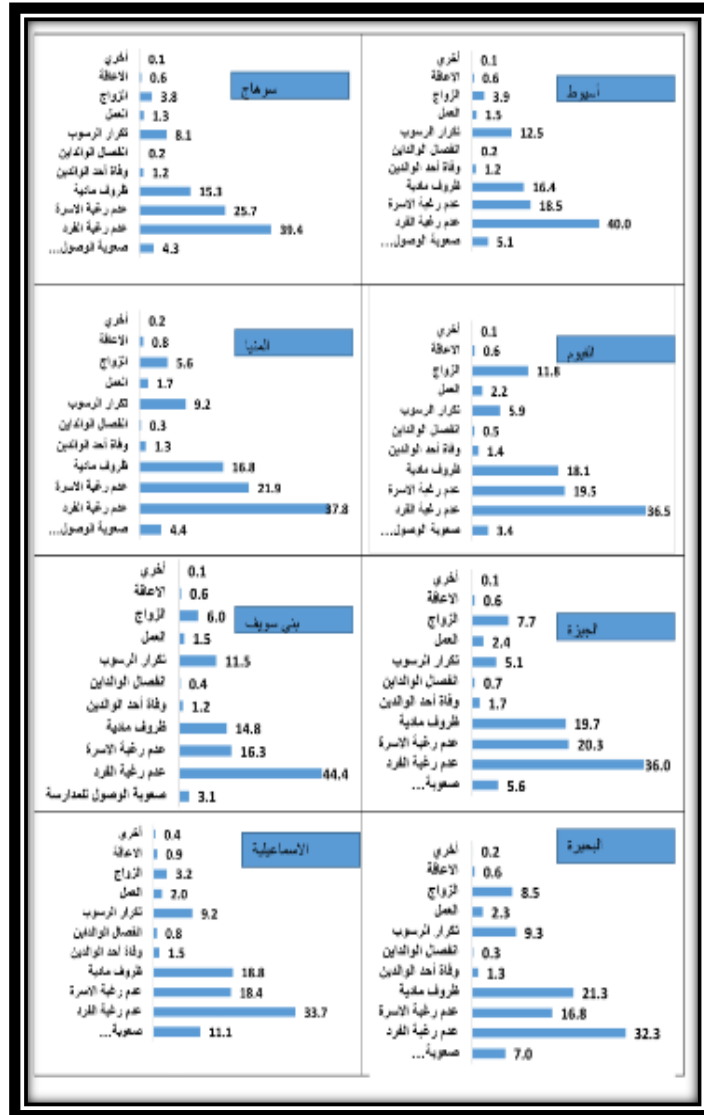 أسيوط
أخري 0.1
الاعاقة 0.6
الزواج 3.9
العمل 1.5
تكرار الرسوب 12.5
انفصال الوالداين 0.2
وفاة أحد الوالدين 1.2
ظروف مادية 16.4
عدم رغبة الاسرة 18.5
عدم رغبة الفرد 40.0
صعوبة الوصول... 5.1
سوهاج
أخري 0.1
الاعاقة 0.6
الزواج 3.8
العمل 1.3
تكرار الرسوب 8.1
انفصال الوالداين 0.2
وفاة أحد الوالدين 1.2
ظروف مادية 15.3
عدم رغبة الاسرة 25.7
عدم رغبة الفرد 39.4
صعوبة الوصول... 4.3
الفيوم
أخري 0.1
الاعاقة 0.6
الزواج 11.8
العمل 2.2
تكرار الرسوب 5.9
انفصال الوالداين 0.5
وفاة أحد الوالدين 1.4
ظروف مادية 18.1
عدم رغبة الاسرة 19.5
عدم رغبة الفرد 36.5
صعوبة الوصول... 3.4
المنيا
أخري 0.2
الاعاقة 0.8
الزواج 5.6
العمل 1.7
تكرار الرسوب 9.2
انفصال الوالداين 0.3
وفاة أحد الوالدين 1.3
ظروف مادية 16.8
عدم رغبة الاسرة 21.9
عدم رغبة الفرد 37.8
صعوبة الوصول... 4.4
الجيزة
أخري 0.1
الاعاقة 0.6
الزواج 7.7
العمل 2.4
تكرار الرسوب 5.1
انفصال الوالداين 0.7
وفاة أحد الوالدين 1.7
ظروف مادية 19.7
عدم رغبة الاسرة 20.3
عدم رغبة الفرد 36.0
صعوبة... 5.6
بني سويف
أخري 0.1
الاعاقة 0.6
الزواج 6.0
العمل 1.5
تكرار الرسوب 11.5
انفصال الوالداين 0.4
وفاة أحد الوالدين 1.2
ظروف مادية 14.8
عدم رغبة الاسرة 16.3
عدم رغبة الفرد 44.4
صعوبة الوصول للمدارسة 3.1
البحيرة
أخري 0.2
الاعاقة 0.6
الزواج 8.5
العمل 2.3
تكرار الرسوب 9.3
انفصال الوالداين 0.3
وفاة أحد الوالدين 1.3
ظروف مادية 21.3
عدم رغبة الاسرة 16.8
عدم رغبة الفرد 32.3
صعوبة... 7.0
الاسماعيلية
أخري 0.4
الاعاقة 0.9
الزواج 3.2
العمل 2.0
تكرار الرسوب 9.2
انفصال الوالداين 0.8
وفاة أحد الوالدين 1.5
ظروف مادية 18.8
عدم رغبة الاسرة 18.4
عدم رغبة الفرد 33.7
صعوبة... 11.1